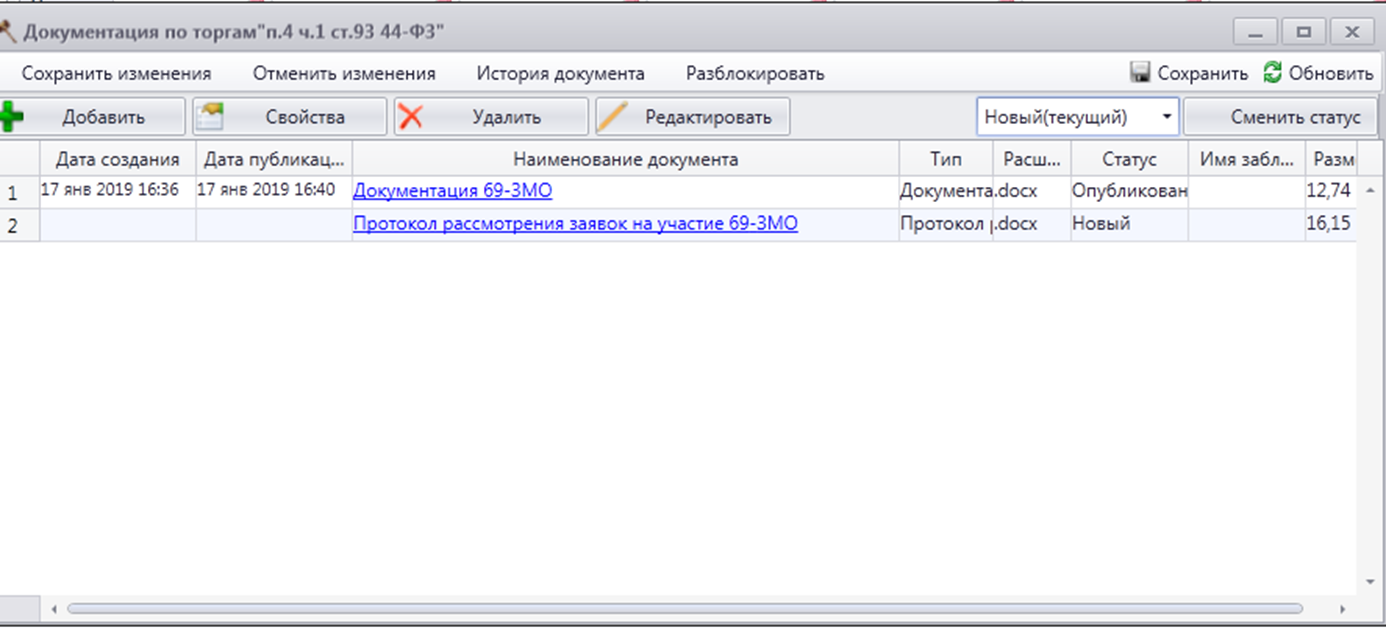 Документация по торгам"п.4 ч.1 ст.93 44-ФЗ"
Сохранить изменения Отменить изменения История документа Разблокировать Сохранить Обновить
Добавить Свойства Удалить Редактировать Новый(текущий) Сменить статус
Дата создания Дата публикац... Наименование документа Тип Расш... Статус Имя забл... Разм
1 17 янв 2019 16:36 17 янв 2019 16:40 Документация 69-ЗМО Документа .docx Опубликован 12,74
2 Протокол рассмотрения заявок на участие 69-ЗМО Протокол .docx Новый 16,15